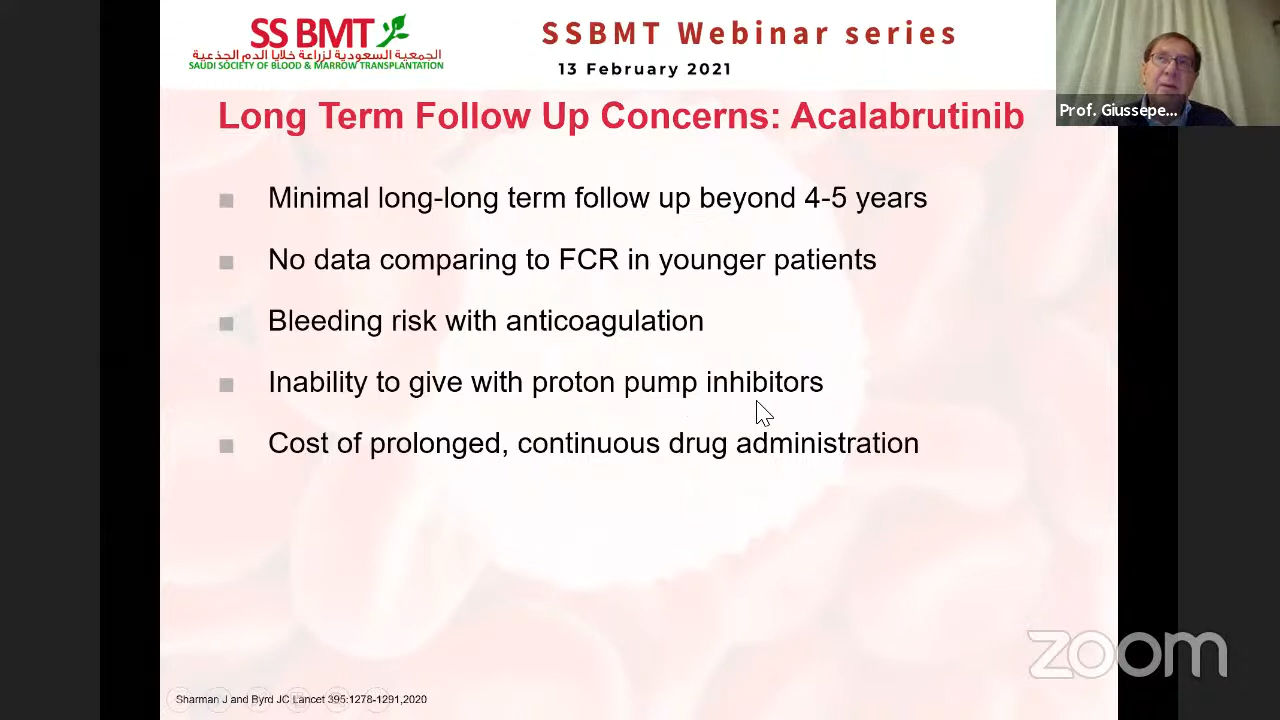 SS BMT
الجمعية السعودية لزراعة خلايا الدم الجذعية
SAUDI SOCIETY OF BLOOD & MARROW TRANSPLANTATION
SSBMT Webinar series
13 February 2021
Prof. Giussepe...
Long Term Follow Up Concerns: Acalabrutinib
Minimal long-long term follow up beyond 4-5 years
No data comparing to FCR in younger patients
Bleeding risk with anticoagulation
Inability to give with proton pump inhibitors
Cost of prolonged, continuous drug administration
zoom
Sharman J and Byrd JC Lancet 395:1278-1291,2020